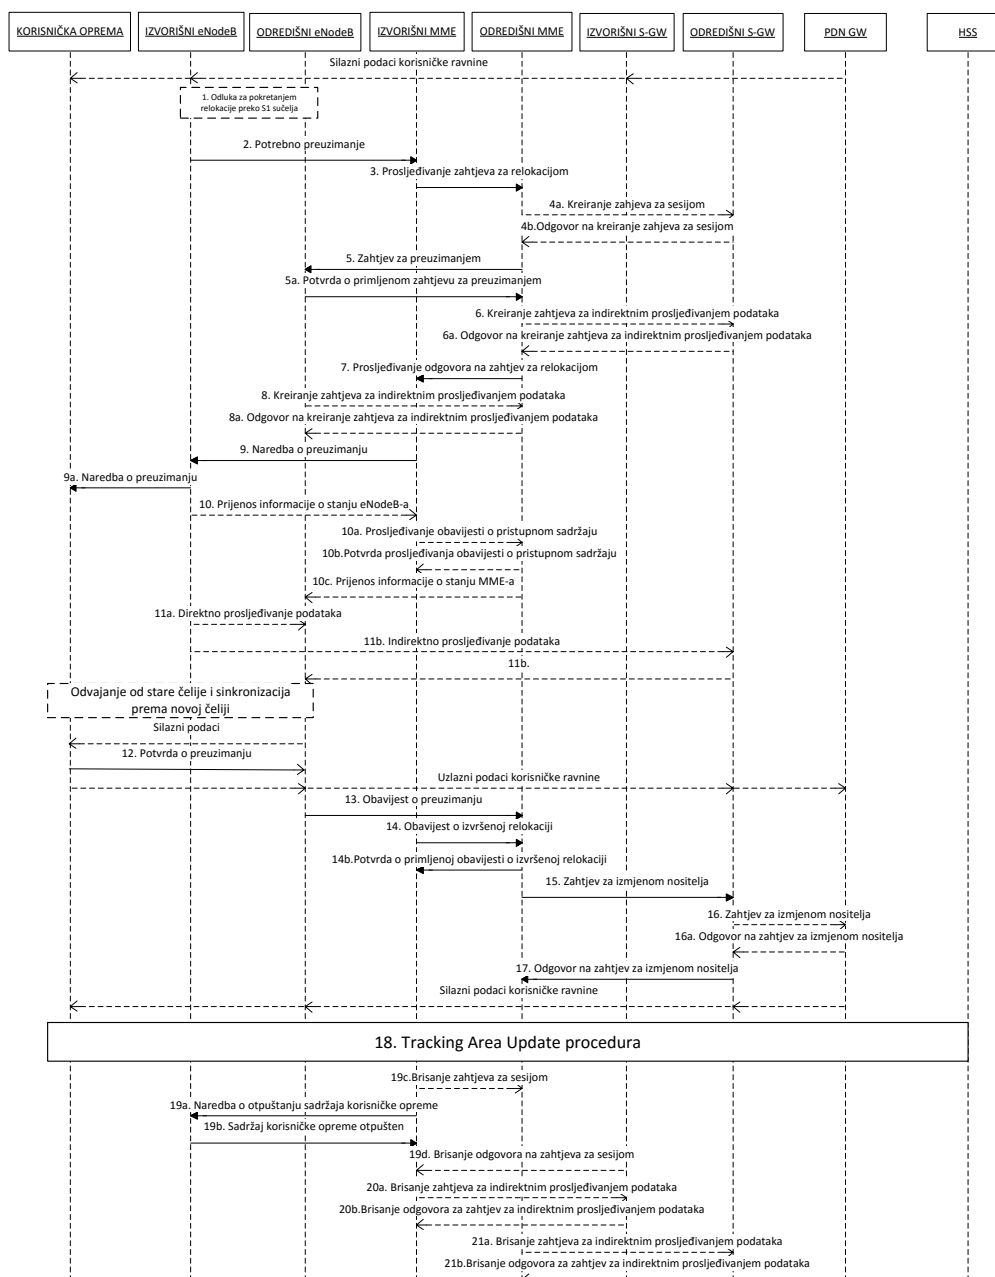 KORISNIČKA OPREMA
IZVORIŠNI eNodeB
ODREDIŠNI eNodeB
IZVORIŠNI MME
ODREDIŠNI MME
IZVORIŠNI S-GW
ODREDIŠNI S-GW
PDN GW
HSS
Silazni podaci korisničke ravnine
1. Odluka za pokretanjem
relokacije preko S1 sučelja
2. Potrebno preuzimanje
3. Prosljeđivanje zahtjeva za relokacijom
4a. Kreiranje zahjeva za sesijom
4b.Odgovor na kreiranje zahjeva za sesijom
5. Zahtjev za preuzimanjem
5a. Potvrda o primljenom zahtjevu za preuzimanjem
6. Kreiranje zahtjeva za indirektnim prosljeđivanjem podataka
6a. Odgovor na kreiranje zahtjeva za indirektnim prosljeđivanjem podataka
7. Prosljeđivanje odgovora na zahtjev za relokacijom
8. Kreiranje zahtjeva za indirektnim prosljeđivanjem podataka
8a. Odgovor na kreiranje zahtjeva za indirektnim prosljeđivanjem podataka
9. Naredba o preuzimanju
9a. Naredba o preuzimanju
10. Prijenos informacije o stanju eNodeB-a
10a. Prosljeđivanje obavijesti o pristupnom sadržaju
10b.Potvrda prosljeđivanja obavijesti o pristupnom sadržaju
10c. Prijenos informacije o stanju MME-a
11a. Direktno prosljeđivanje podataka
11b. Indirektno prosljeđivanje podataka
11b.
Odvajanje od stare ćelije i sinkronizacija
prema novoj ćeliji
Silazni podaci
12. Potvrda o preuzimanju
Uzlazni podaci korisničke ravnine
13. Obavijest o preuzimanju
14. Obavijest o izvršenoj relokaciji
14b.Potvrda o primljenoj obavijesti o izvršenoj relokaciji
15. Zahtjev za izmjenom nositelja
16. Zahtjev za izmjenom nositelja
16a. Odgovor na zahtjev za izmjenom nositelja
17. Odgovor na zahtjev za izmjenom nositelja
Silazni podaci korisničke ravnine
18. Tracking Area Update procedura
19c.Brisanje zahtjeva za sesijom
19a. Naredba o otpuštanju sadržaja korisničke opreme
19b. Sadržaj korisničke opreme otpušten
19d. Brisanje odgovora na zahtjeva za sesijom
20a. Brisanje zahtjeva za indirektnim prosljeđivanjem podataka
20b.Brisanje odgovora za zahtjev za indirektnim prosljeđivanjem podataka
21a. Brisanje zahtjeva za indirektnim prosljeđivanjem podataka
21b.Brisanje odgovora za zahtjev za indirektnim prosljeđivanjem podataka